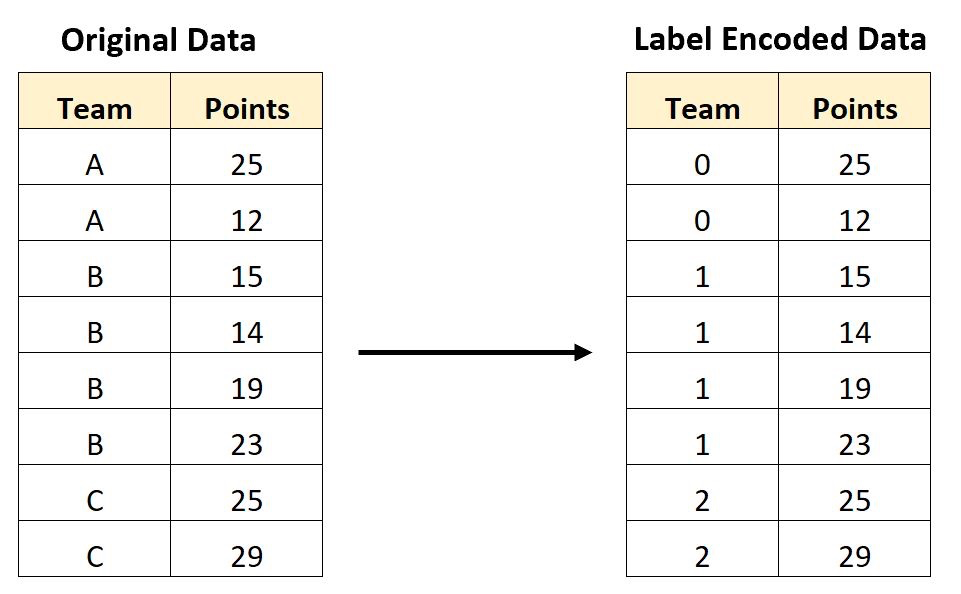 Original Data
Team Points
A 25
A 12
B 15
B 14
B 19
B 23
C 25
C 29
Label Encoded Data
Team Points
0 25
0 12
1 15
1 14
1 19
1 23
2 25
2 29